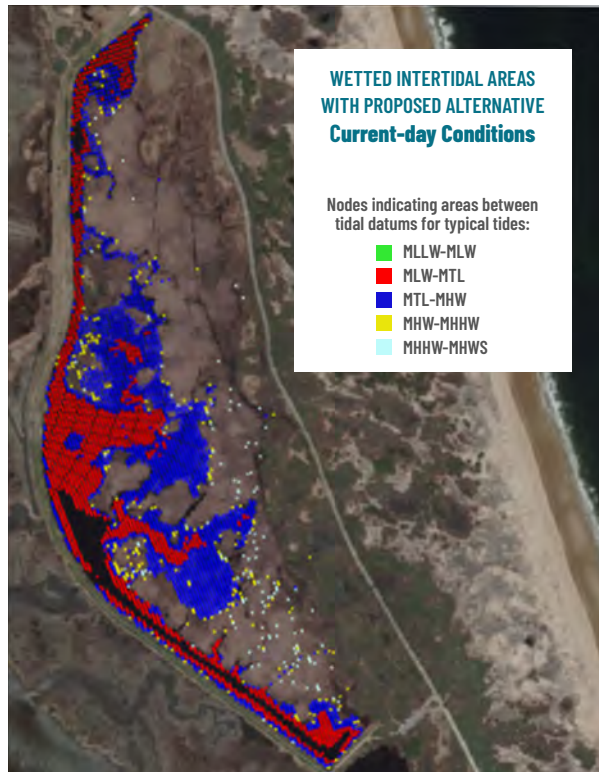 WETTED INTERTIDAL AREAS
WITH PROPOSED ALTERNATIVE
Current-day Conditions
Nodes indicating areas between
tidal datums for typical tides:
MLLW-MLW
MLW-MTL
MTL-MHW
MHW-MHHW
MHHW-MHWS